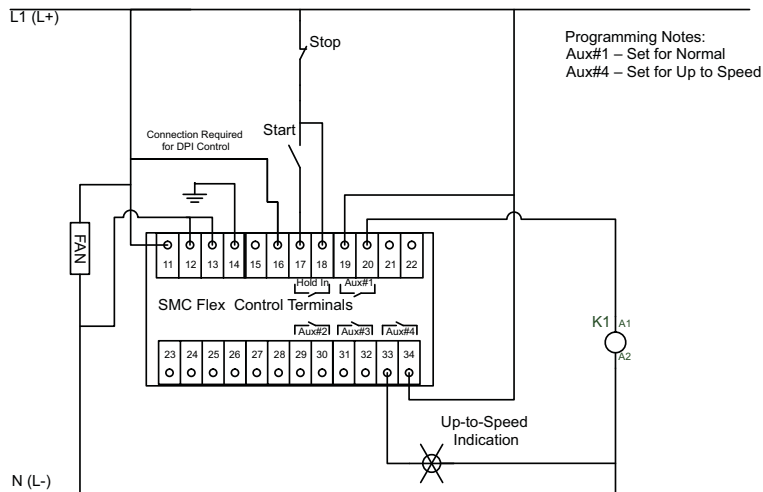 L1 (L+)
Stop
Programming Notes:
Aux#1 – Set for Normal
Aux#4 – Set for Up to Speed
Connection Required
for DPI Control
Start
FAN
11 12 13 14 15 16 17 18 19 20 21 22
Hold In Aux#1
SMC Flex Control Terminals
Aux#2 Aux#3 Aux#4
K1 A1
A2
23 24 25 26 27 28 29 30 31 32 33 34
Up-to-Speed
Indication
N (L-)